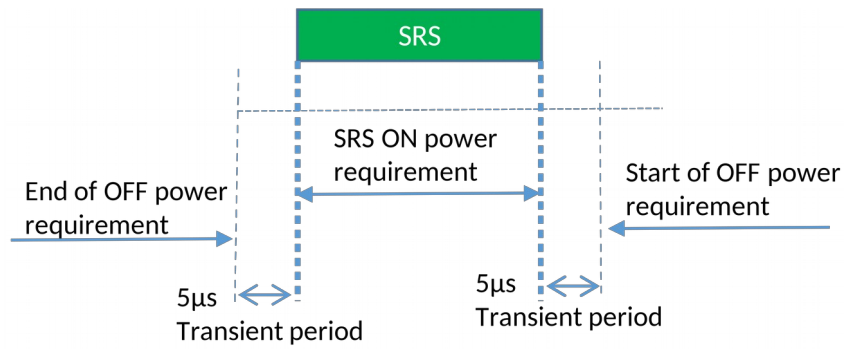 SRS
SRS ON power
requirement
End of OFF power
requirement
Start of OFF power
requirement
5µs
Transient period
5µs
Transient period